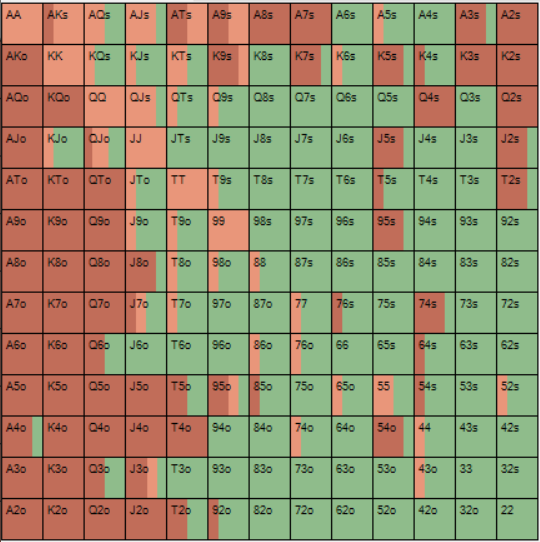 AA AKs AQs AJs ATs A9s A8s A7s A6s A5s A4s A3s A2s
AKo KK KQs KJs KTs K9s K8s K7s K6s K5s K4s K3s K2s
AQo KQo QQ QJs QTs Q9s Q8s Q7s Q6s Q5s Q4s Q3s Q2s
AJo KJo QJo JJ JTs J9s J8s J7s J6s J5s J4s J3s J2s
ATo KTo QTo JTo TT T9s T8s T7s T6s T5s T4s T3s T2s
A9o K9o Q9o J9o T9o 99 98s 97s 96s 95s 94s 93s 92s
A8o K8o Q8o J8o T8o 98o 88 87s 86s 85s 84s 83s 82s
A7o K7o Q7o J7o T7o 97o 87o 77 76s 75s 74s 73s 72s
A6o K6o Q6o J6o T6o 96o 86o 76o 66 65s 64s 63s 62s
A5o K5o Q5o J5o T5o 95o 85o 75o 65o 55 54s 53s 52s
A4o K4o Q4o J4o T4o 94o 84o 74o 64o 54o 44 43s 42s
A3o K3o Q3o J3o T3o 93o 83o 73o 63o 53o 43o 33 32s
A2o K2o Q2o J2o T2o 92o 82o 72o 62o 52o 42o 32o 22